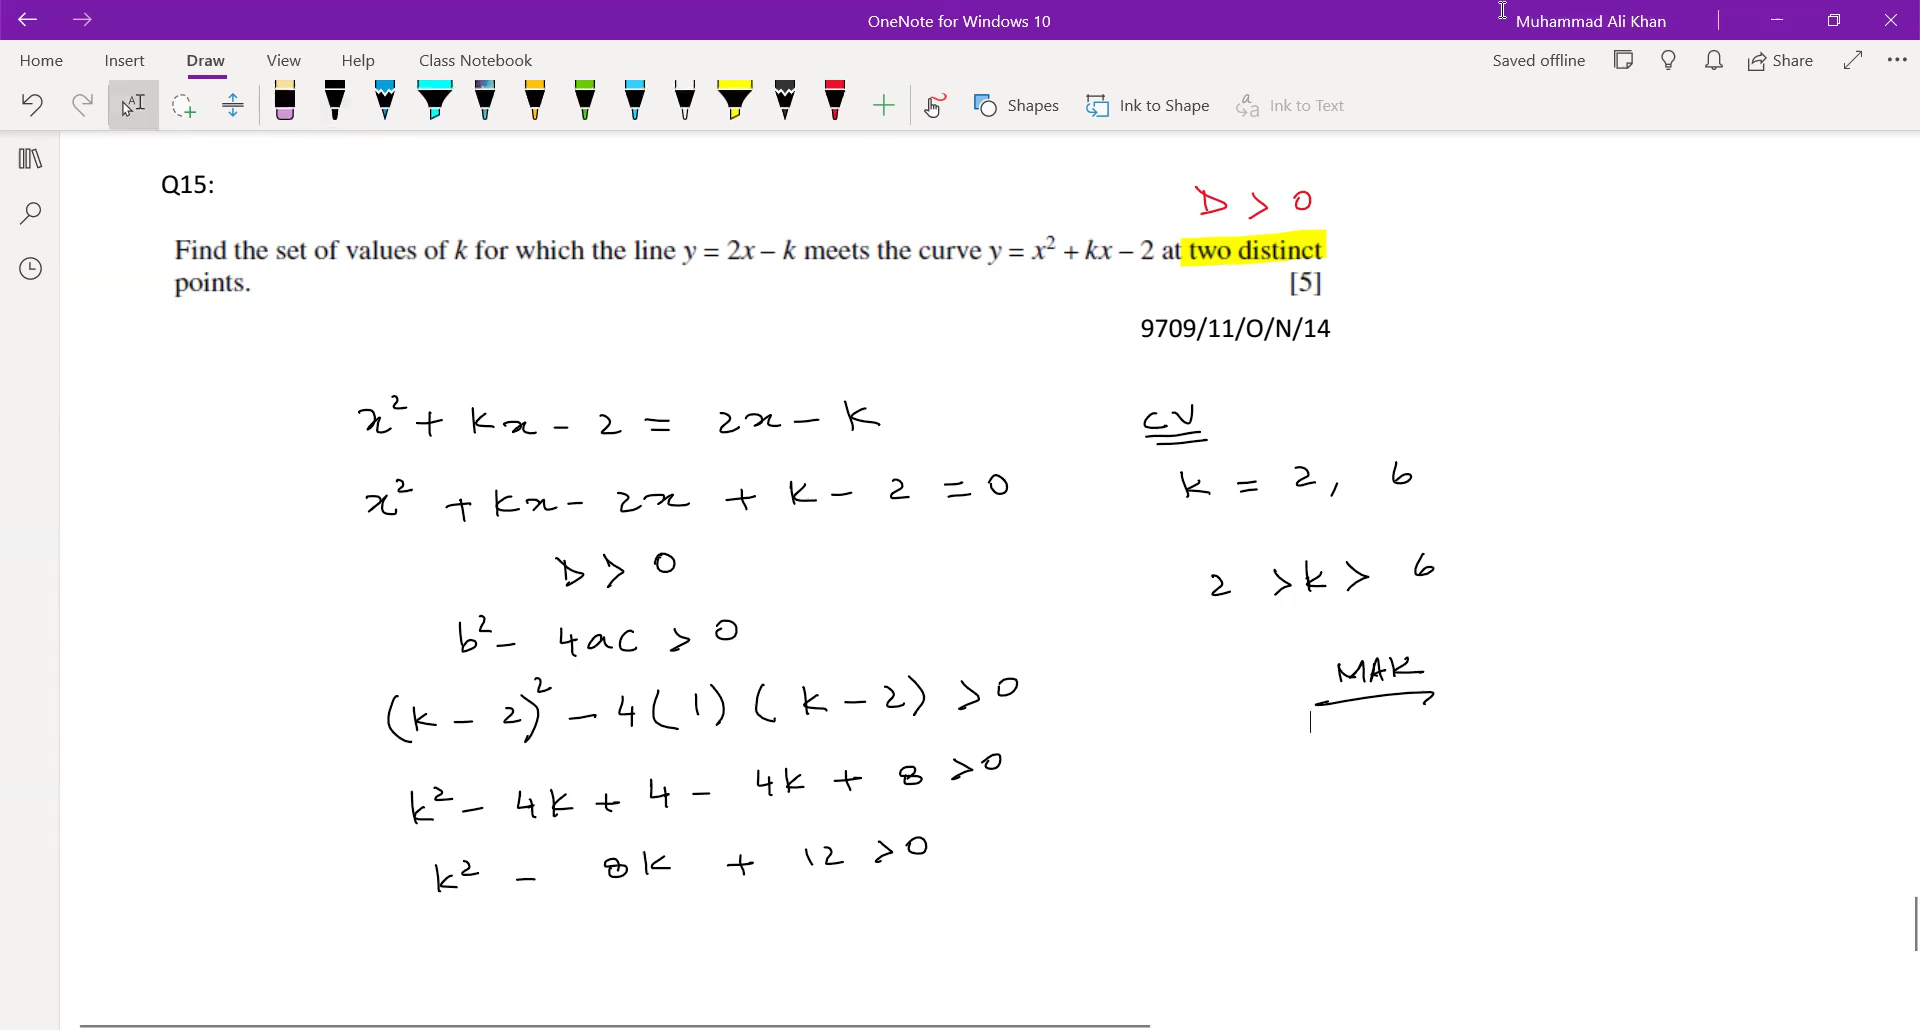 OneNote for Windows 10
Muhammad Ali Khan
Home Insert Draw View Help Class Notebook
Saved offline Share
Shapes Ink to Shape Ink to Text
Q15:
D > 0
Find the set of values of k for which the line y = 2x – k meets the curve y = x² + kx – 2 at two distinct
points. [5]
9709/11/O/N/14
x² + kx - 2 = 2x - k
x² + kx - 2x + k - 2 = 0
D > 0
b² - 4ac > 0
(k - 2)² - 4(1)(k - 2) > 0
k² - 4k + 4 - 4k + 8 > 0
k² - 8k + 12 > 0
CV
k = 2, 6
2 > k > 6
MAK